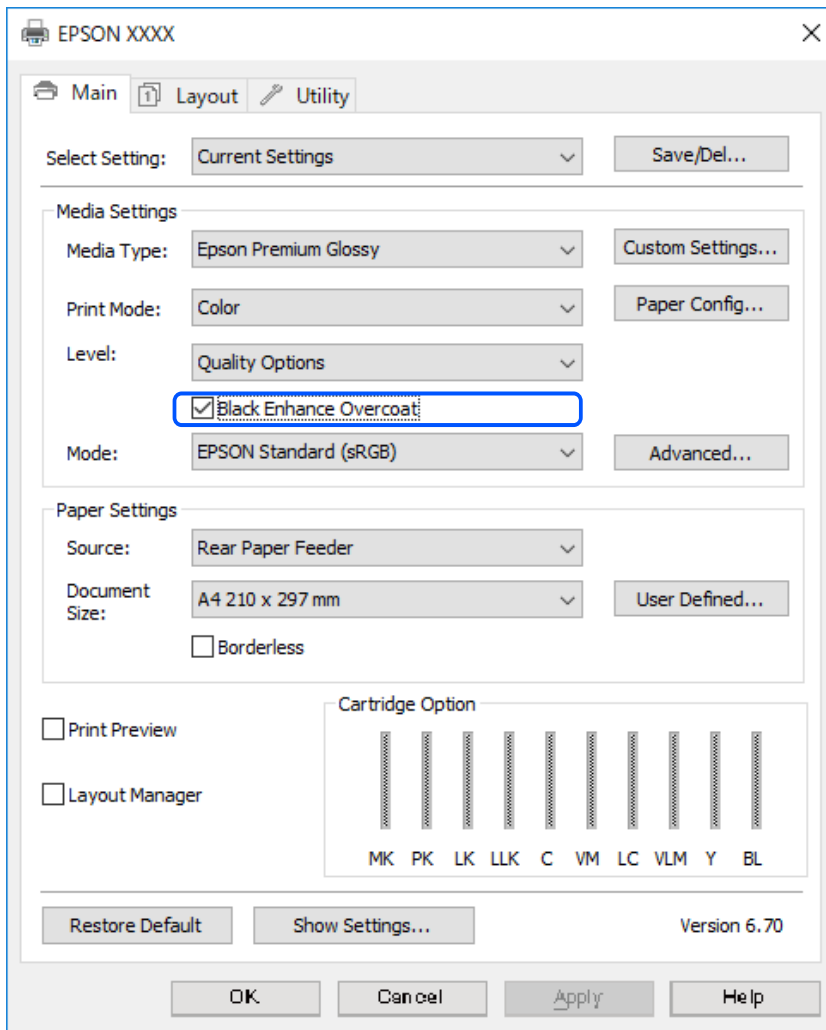 EPSON XXXX
Main Layout Utility
Select Setting: Current Settings Save/Del...
Media Settings
Media Type: Epson Premium Glossy Custom Settings...
Print Mode: Color Paper Config...
Level: Quality Options
Black Enhance Overcoat
Mode: EPSON Standard (sRGB) Advanced...
Paper Settings
Source: Rear Paper Feeder
Document
Size: A4 210 x 297 mm User Defined...
Borderless
Cartridge Option
Print Preview
Layout Manager
MK PK LK LLK C VM LC VLM Y BL
Restore Default Show Settings... Version 6.70
OK Cancel Apply Help